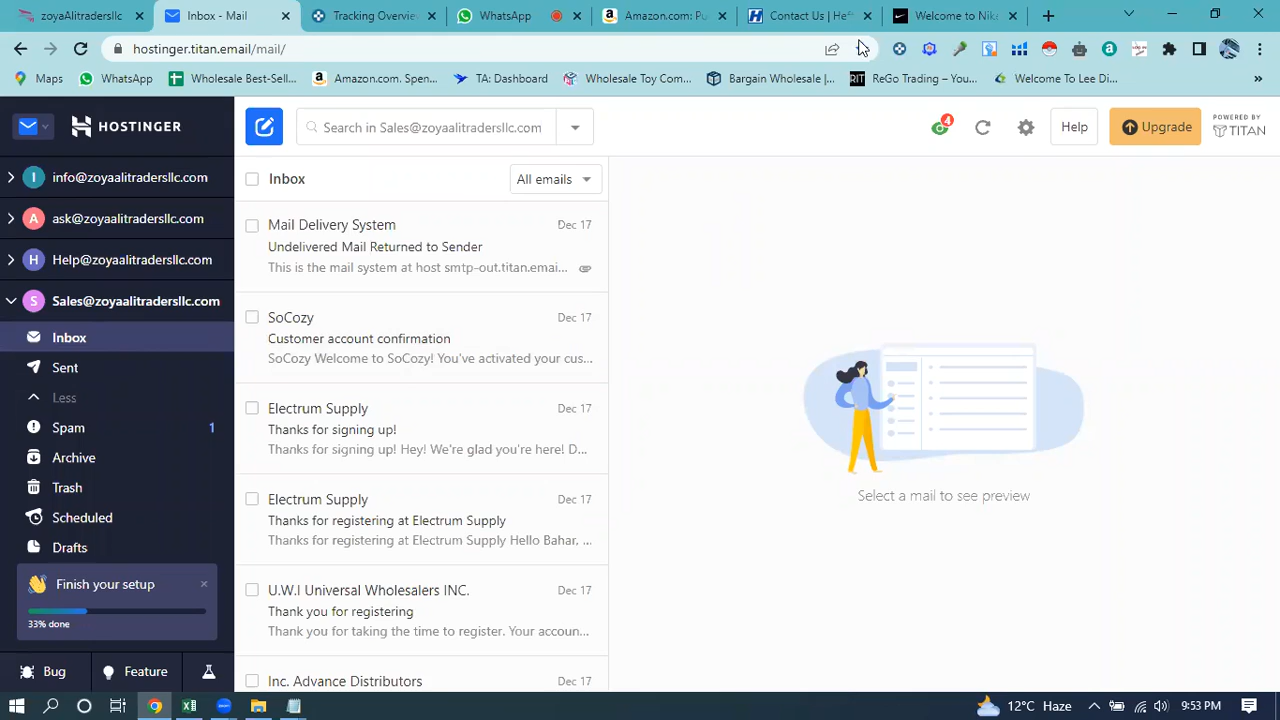 zoyaAlitradersllc
Inbox - Mail
Tracking Overvie
WhatsApp
Amazon.com: Pu
Contact Us | Hef
Welcome to Nik
hostinger.titan.email/mail/
Maps
WhatsApp
Wholesale Best-Sell...
Amazon.com. Spen...
TA: Dashboard
Wholesale Toy Com...
Bargain Wholesale |...
ReGo Trading – You...
Welcome To Lee Di...
HOSTINGER
Search in Sales@zoyaalitradersllc.com
4
Help
Upgrade
POWERED BY
TITAN
I info@zoyaalitradersllc.com
A ask@zoyaalitradersllc.com
H Help@zoyaalitradersllc.com
S Sales@zoyaalitradersllc.com
Inbox
Sent
Less
Spam 1
Archive
Trash
Scheduled
Drafts
Finish your setup
33% done
Bug
Feature
Inbox
All emails
Mail Delivery System Dec 17
Undelivered Mail Returned to Sender
This is the mail system at host smtp-out.titan.emai...
SoCozy Dec 17
Customer account confirmation
SoCozy Welcome to SoCozy! You've activated your cus...
Electrum Supply Dec 17
Thanks for signing up!
Thanks for signing up! Hey! We're glad you're here! D...
Electrum Supply Dec 17
Thanks for registering at Electrum Supply
Thanks for registering at Electrum Supply Hello Bahar, ...
U.W.I Universal Wholesalers INC. Dec 17
Thank you for registering
Thank you for taking the time to register. Your accoun...
Inc. Advance Distributors Dec 17
Select a mail to see preview
12°C Haze
9:53 PM